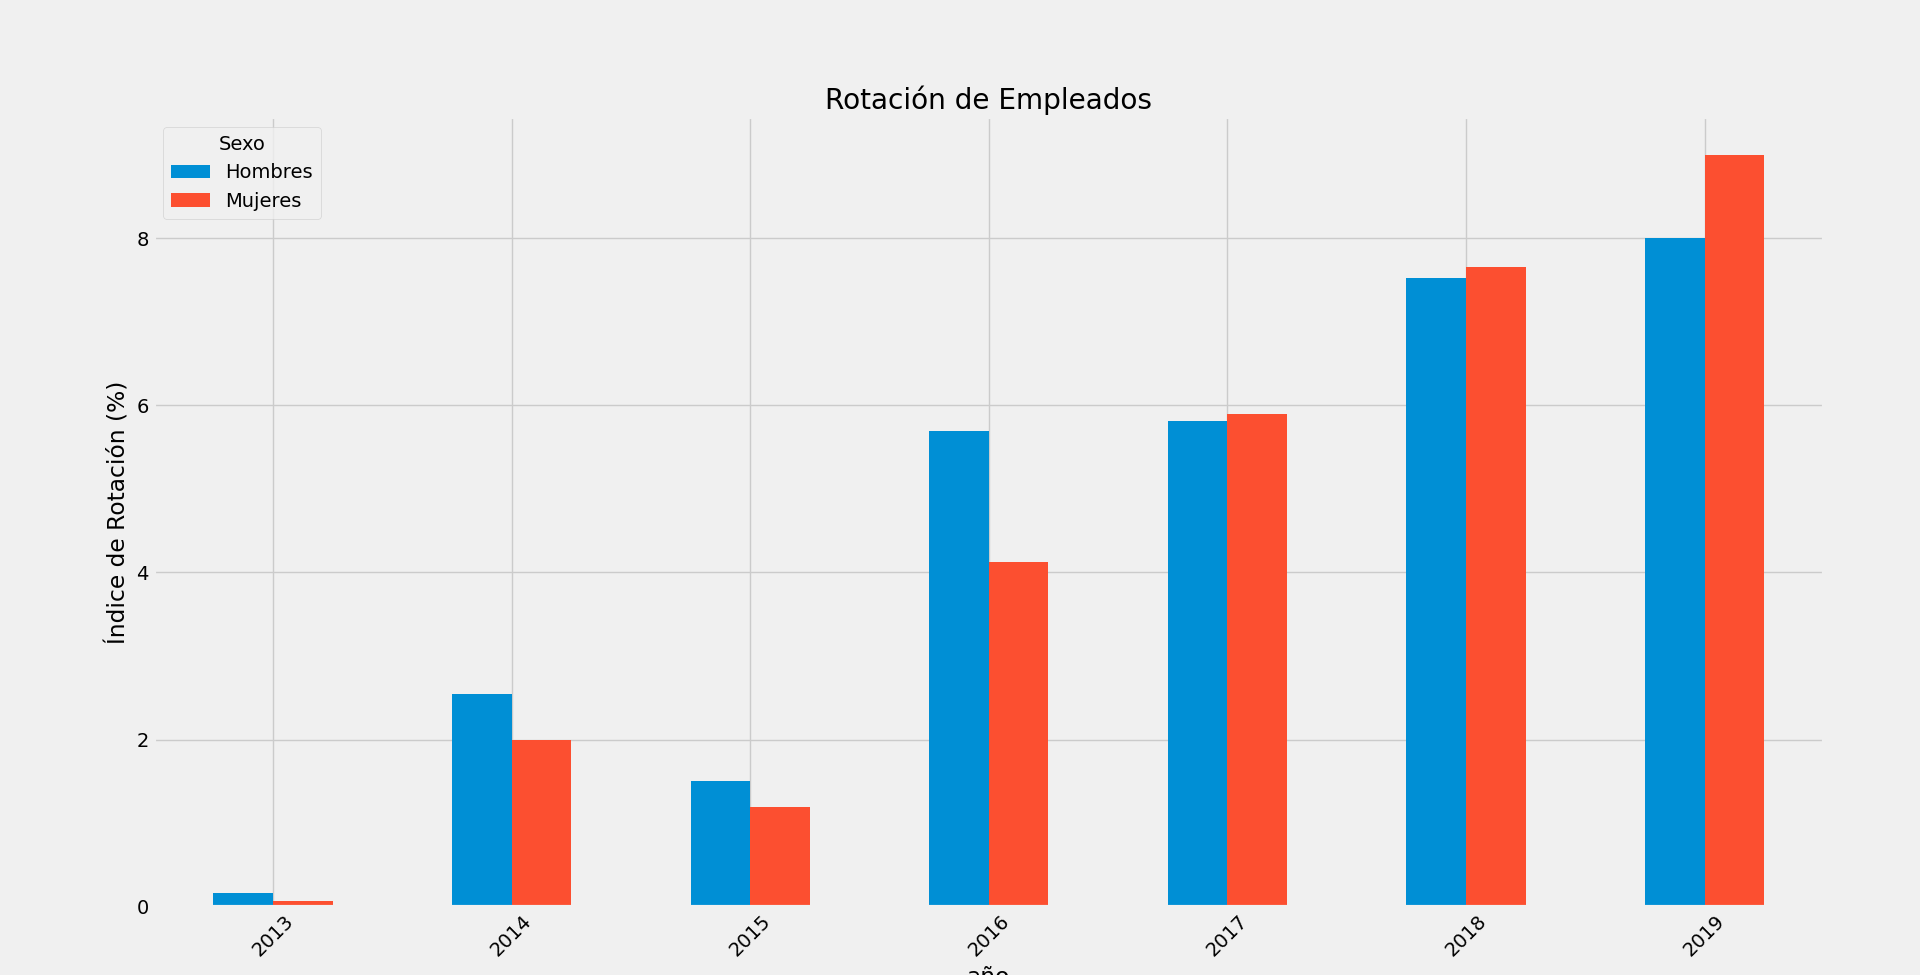 Rotación de Empleados
Sexo
Hombres
Mujeres
Índice de Rotación (%)
8
6
4
2
0
2013
2014
2015
2016
2017
2018
2019
año